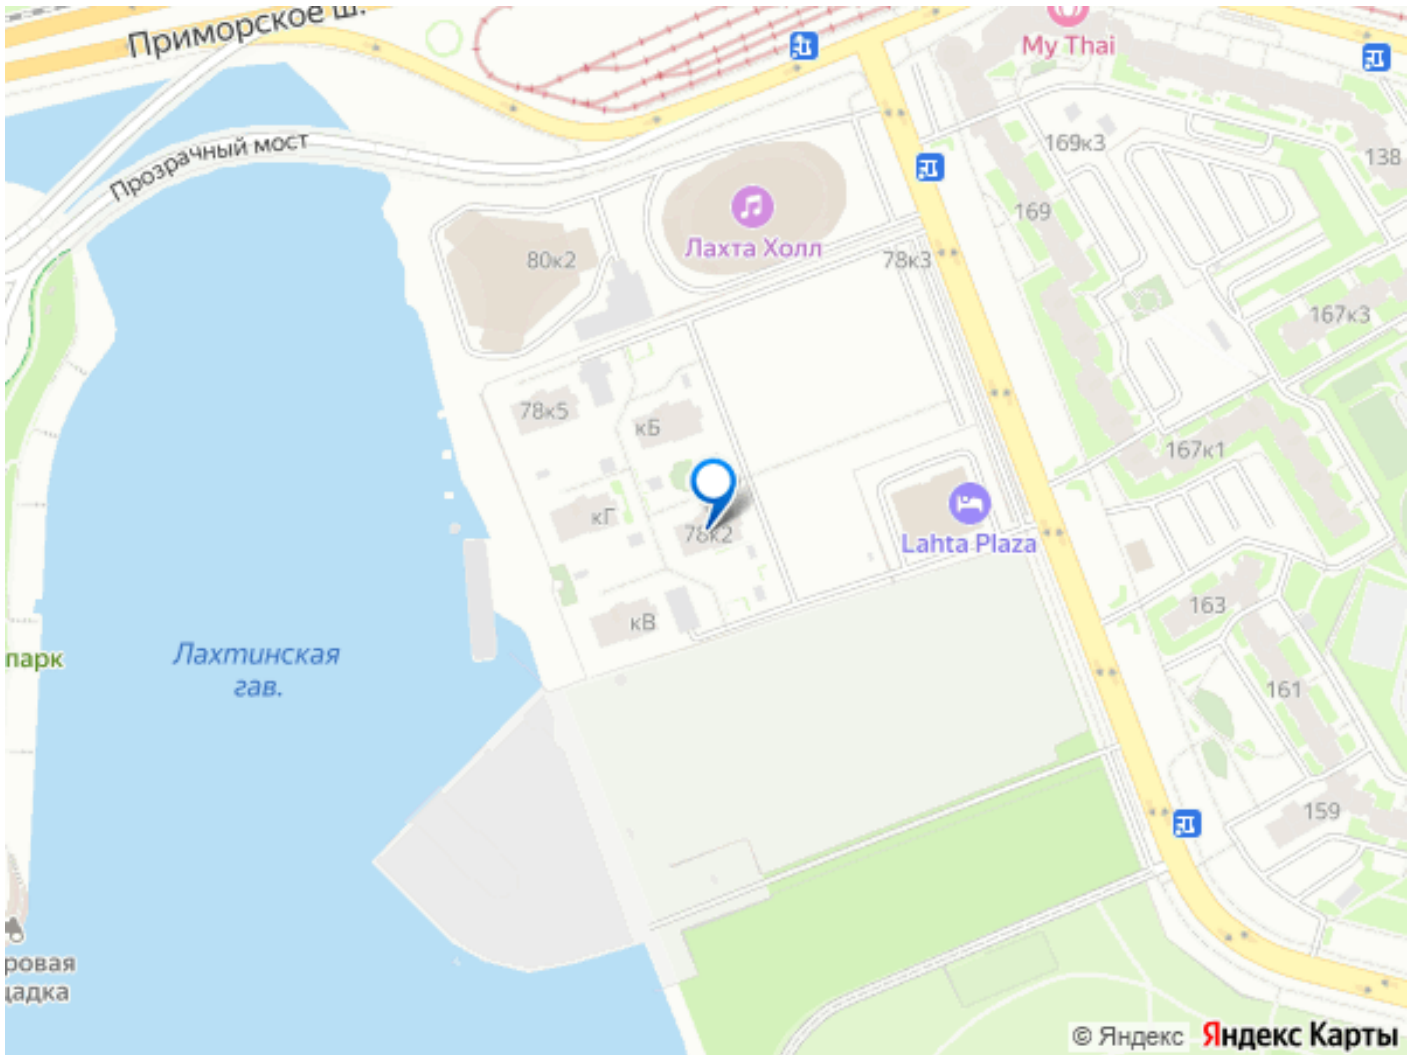 Приморское ш.
My Thai
Прозрачный мост
169к3
138
169
Лахта Холл
80к2
78к3
167к3
78к5
кБ
167к1
кГ
78к2
Lahta Plaza
163
кВ
парк
Лахтинская
гав.
161
159
ровая
щадка
© Яндекс Яндекс Карты